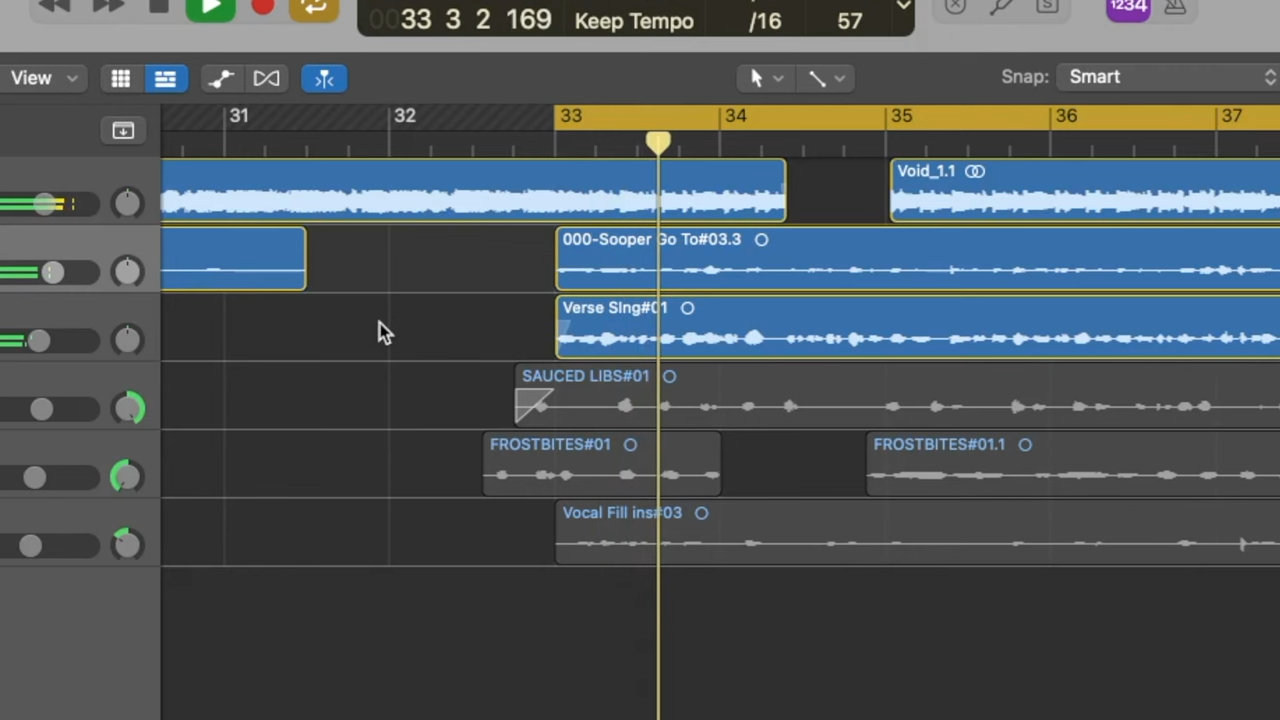 0033 3 2 169 Keep Tempo /16 57
1234
S
View Snap: Smart
31 32 33 34 35 36 37
Void_1.1
000-Sooper Go To#03.3
Verse SIng#01
SAUCED LIBS#01
FROSTBITES#01 FROSTBITES#01.1
Vocal Fill ins#03